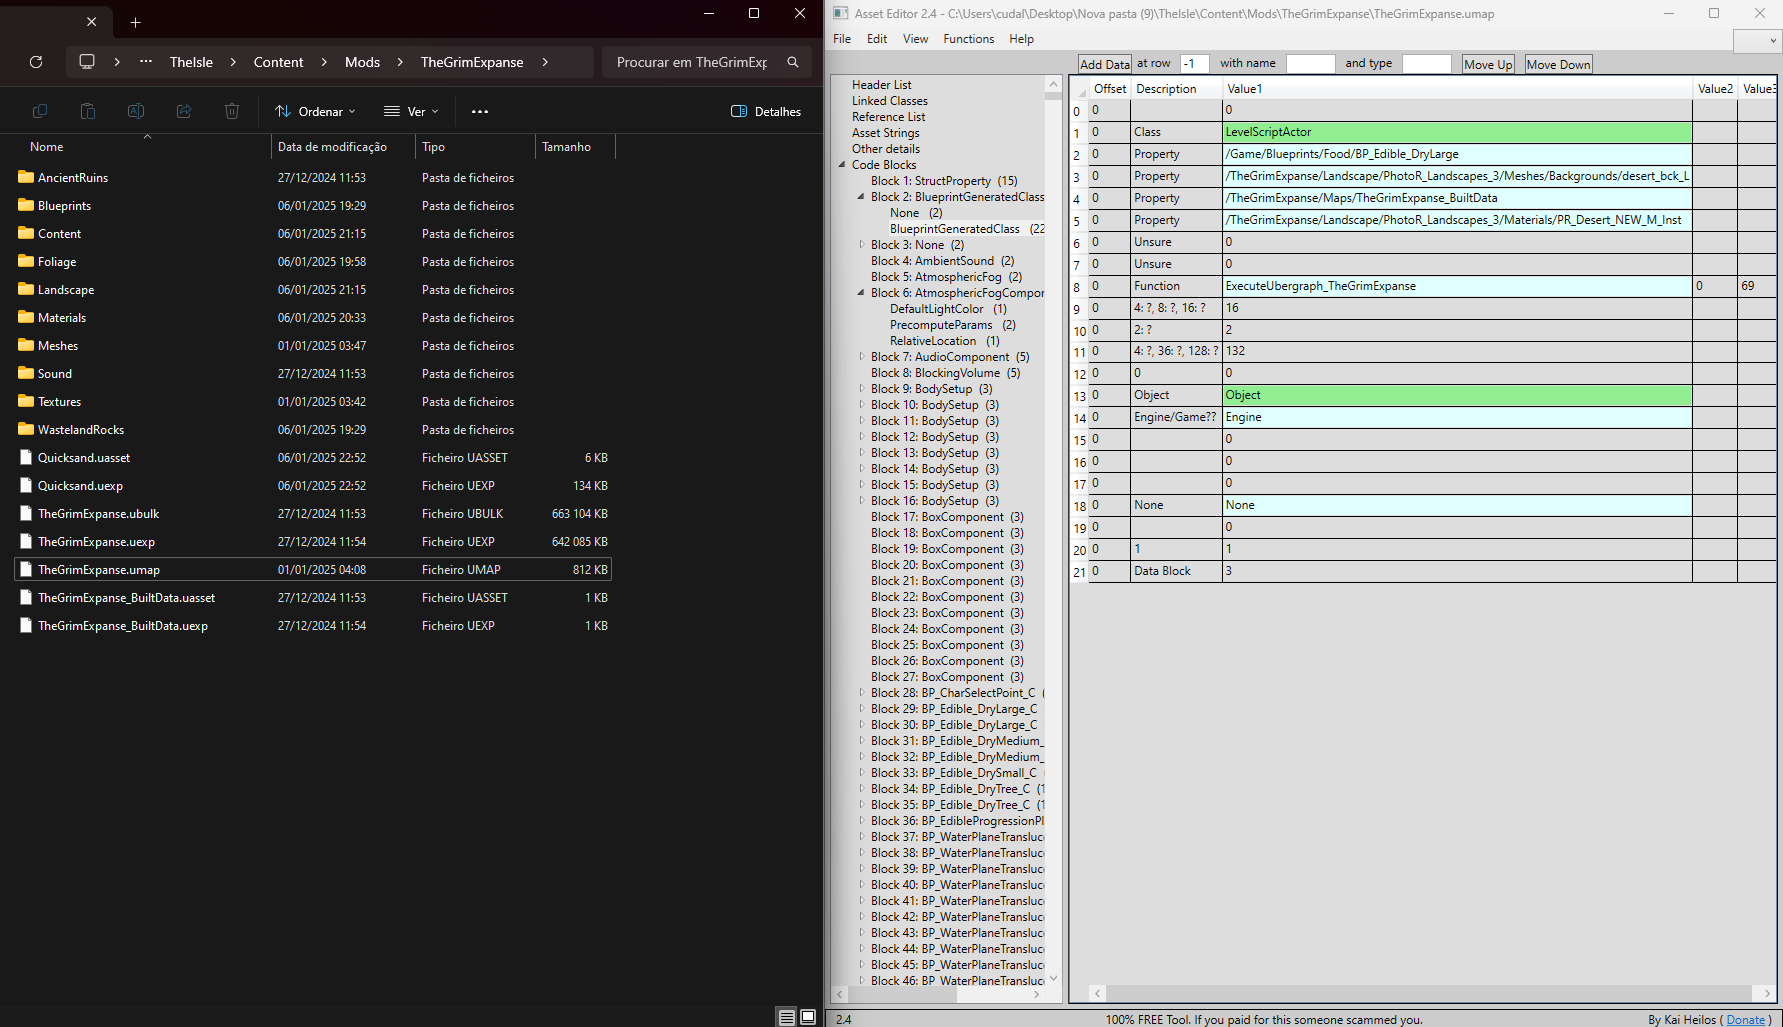 TheIsle > Content > Mods > TheGrimExpanse >
Procurar em TheGrimExp
Ordenar
Ver
Detalhes
Nome Data de modificação Tipo Tamanho
AncientRuins 27/12/2024 11:53 Pasta de ficheiros
Blueprints 06/01/2025 19:29 Pasta de ficheiros
Content 06/01/2025 21:15 Pasta de ficheiros
Foliage 06/01/2025 19:58 Pasta de ficheiros
Landscape 06/01/2025 21:15 Pasta de ficheiros
Materials 06/01/2025 20:33 Pasta de ficheiros
Meshes 01/01/2025 03:47 Pasta de ficheiros
Sound 27/12/2024 11:53 Pasta de ficheiros
Textures 01/01/2025 03:42 Pasta de ficheiros
WastelandRocks 06/01/2025 19:29 Pasta de ficheiros
Quicksand.uasset 06/01/2025 22:52 Ficheiro UASSET 6 KB
Quicksand.uexp 06/01/2025 22:52 Ficheiro UEXP 134 KB
TheGrimExpanse.ubulk 27/12/2024 11:53 Ficheiro UBULK 663 104 KB
TheGrimExpanse.uexp 27/12/2024 11:54 Ficheiro UEXP 642 085 KB
TheGrimExpanse.umap 01/01/2025 04:08 Ficheiro UMAP 812 KB
TheGrimExpanse_BuiltData.uasset 27/12/2024 11:53 Ficheiro UASSET 1 KB
TheGrimExpanse_BuiltData.uexp 27/12/2024 11:54 Ficheiro UEXP 1 KB
Asset Editor 2.4 - C:\Users\cudal\Desktop\Nova pasta (9)\TheIsle\Content\Mods\TheGrimExpanse\TheGrimExpanse.umap
File Edit View Functions Help
Add Data at row -1 with name and type Move Up Move Down
Header List
Linked Classes
Reference List
Asset Strings
Other details
Code Blocks
Block 1: StructProperty (15)
Block 2: BlueprintGeneratedClass
None (2)
BlueprintGeneratedClass (22
Block 3: None (2)
Block 4: AmbientSound (2)
Block 5: AtmosphericFog (2)
Block 6: AtmosphericFogCompor
DefaultLightColor (1)
PrecomputeParams (2)
RelativeLocation (1)
Block 7: AudioComponent (5)
Block 8: BlockingVolume (5)
Block 9: BodySetup (3)
Block 10: BodySetup (3)
Block 11: BodySetup (3)
Block 12: BodySetup (3)
Block 13: BodySetup (3)
Block 14: BodySetup (3)
Block 15: BodySetup (3)
Block 16: BodySetup (3)
Block 17: BoxComponent (3)
Block 18: BoxComponent (3)
Block 19: BoxComponent (3)
Block 20: BoxComponent (3)
Block 21: BoxComponent (3)
Block 22: BoxComponent (3)
Block 23: BoxComponent (3)
Block 24: BoxComponent (3)
Block 25: BoxComponent (3)
Block 26: BoxComponent (3)
Block 27: BoxComponent (3)
Block 28: BP_CharSelectPoint_C (
Block 29: BP_Edible_DryLarge_C
Block 30: BP_Edible_DryLarge_C
Block 31: BP_Edible_DryMedium_
Block 32: BP_Edible_DryMedium_
Block 33: BP_Edible_DrySmall_C
Block 34: BP_Edible_DryTree_C (1
Block 35: BP_Edible_DryTree_C (1
Block 36: BP_EdibleProgressionPl
Block 37: BP_WaterPlaneTransluc
Block 38: BP_WaterPlaneTransluc
Block 39: BP_WaterPlaneTransluc
Block 40: BP_WaterPlaneTransluc
Block 41: BP_WaterPlaneTransluc
Block 42: BP_WaterPlaneTransluc
Block 43: BP_WaterPlaneTransluc
Block 44: BP_WaterPlaneTransluc
Block 45: BP_WaterPlaneTransluc
Block 46: BP_WaterPlaneTransluc
Offset Description Value1 Value2 Value3
0 0 0
1 0 Class LevelScriptActor
2 0 Property /Game/Blueprints/Food/BP_Edible_DryLarge
3 0 Property /TheGrimExpanse/Landscape/PhotoR_Landscapes_3/Meshes/Backgrounds/desert_bck_L
4 0 Property /TheGrimExpanse/Maps/TheGrimExpanse_BuiltData
5 0 Property /TheGrimExpanse/Landscape/PhotoR_Landscapes_3/Materials/PR_Desert_NEW_M_Inst
6 0 Unsure 0
7 0 Unsure 0
8 0 Function ExecuteUbergraph_TheGrimExpanse 0 69
9 0 4: ?, 8: ?, 16: ? 16
10 0 2: ? 2
11 0 4: ?, 36: ?, 128: ? 132
12 0 0 0
13 0 Object Object
14 0 Engine/Game?? Engine
15 0 0
16 0 0
17 0 0
18 0 None None
19 0 0
20 0 1 1
21 0 Data Block 3
2.4 100% FREE Tool. If you paid for this someone scammed you. By Kai Heilos ( Donate )